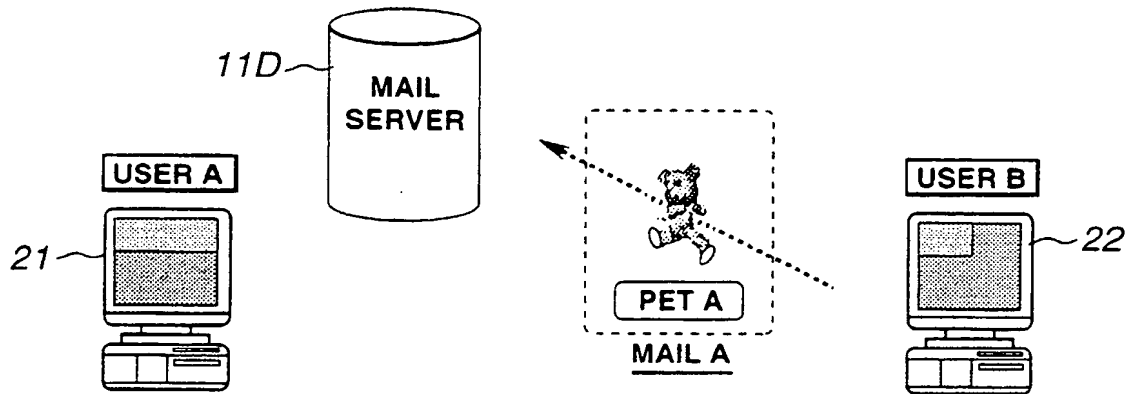 11D
MAIL
SERVER
USER A
USER B
21
22
PET A
MAIL A